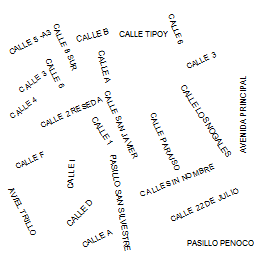 CALLE 5 -A3
CALLE 8 SUR
CALLE B
CALLE TIPOY
CALLE 6
CALLE 3
CALLE 6
CALLE A
CALLE 3
CALLE 4
CALLE 2 RESEDA
CALLE SAN JAVIER
CALLE LOS NOGALES
AVENIDA PRINCIPAL
CALLE 1
CALLE PARAISO
CALLE F
CALLE I
PASILLO SAN SILVESTRE
CALLE SIN NOMBRE
AVIEL TRILLO
CALLE D
CALLE 22 DE JULIO
CALLE A
PASILLO PENOCO